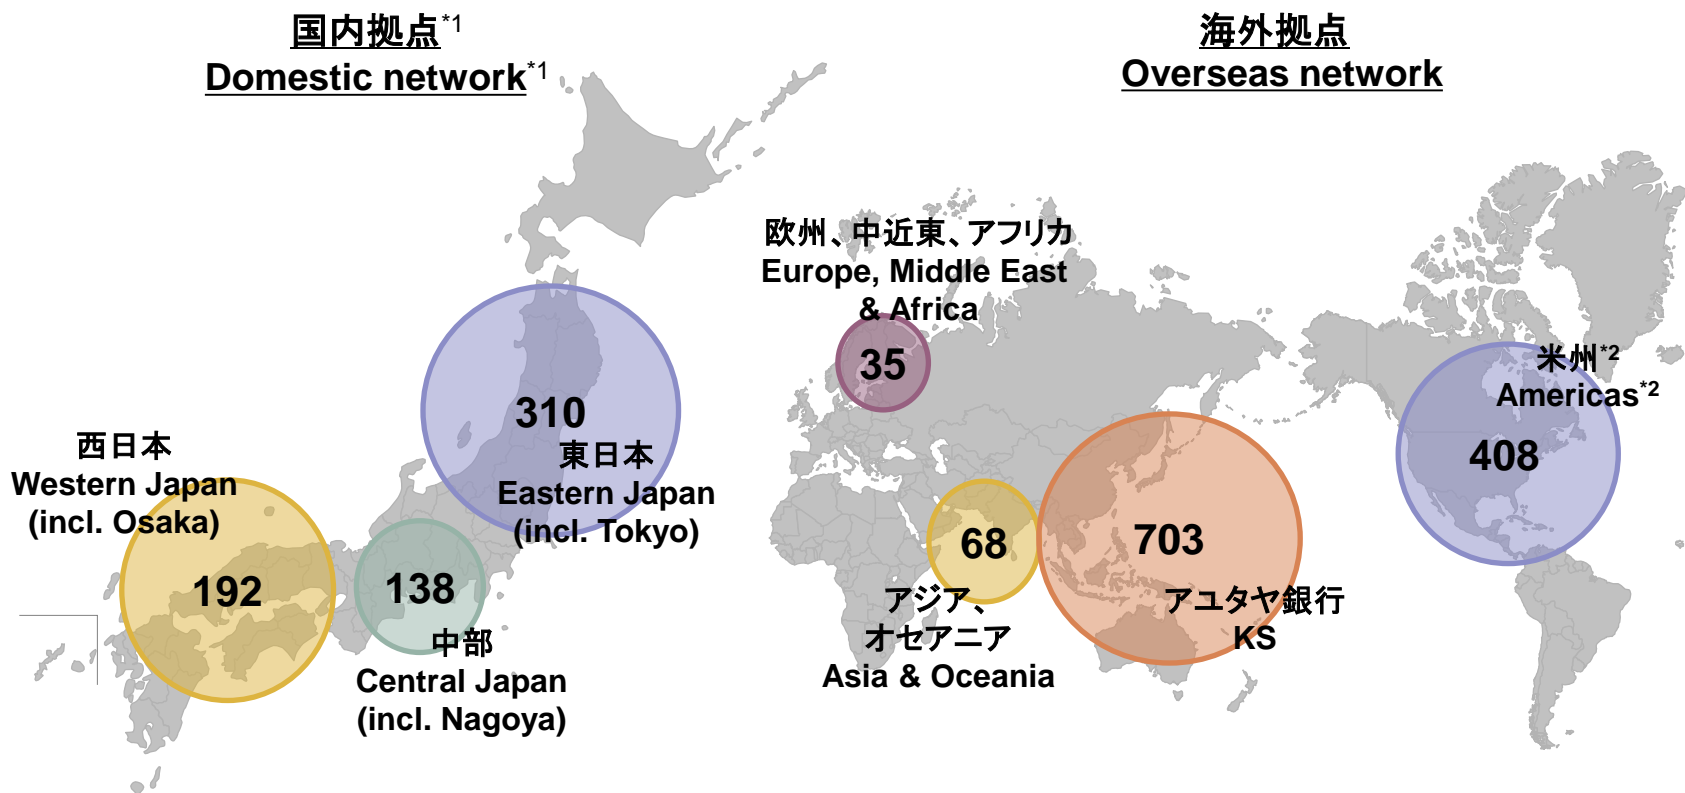 国内拠点*1
Domestic network*1
海外拠点
Overseas network
310
東日本
Eastern Japan
(incl. Tokyo)
西日本
Western Japan
(incl. Osaka)
192
138
中部
Central Japan
(incl. Nagoya)
欧州、中近東、アフリカ
Europe, Middle East
& Africa
35
68
アジア、
オセアニア
Asia & Oceania
703
アユタヤ銀行
KS
米州*2
Americas*2
408